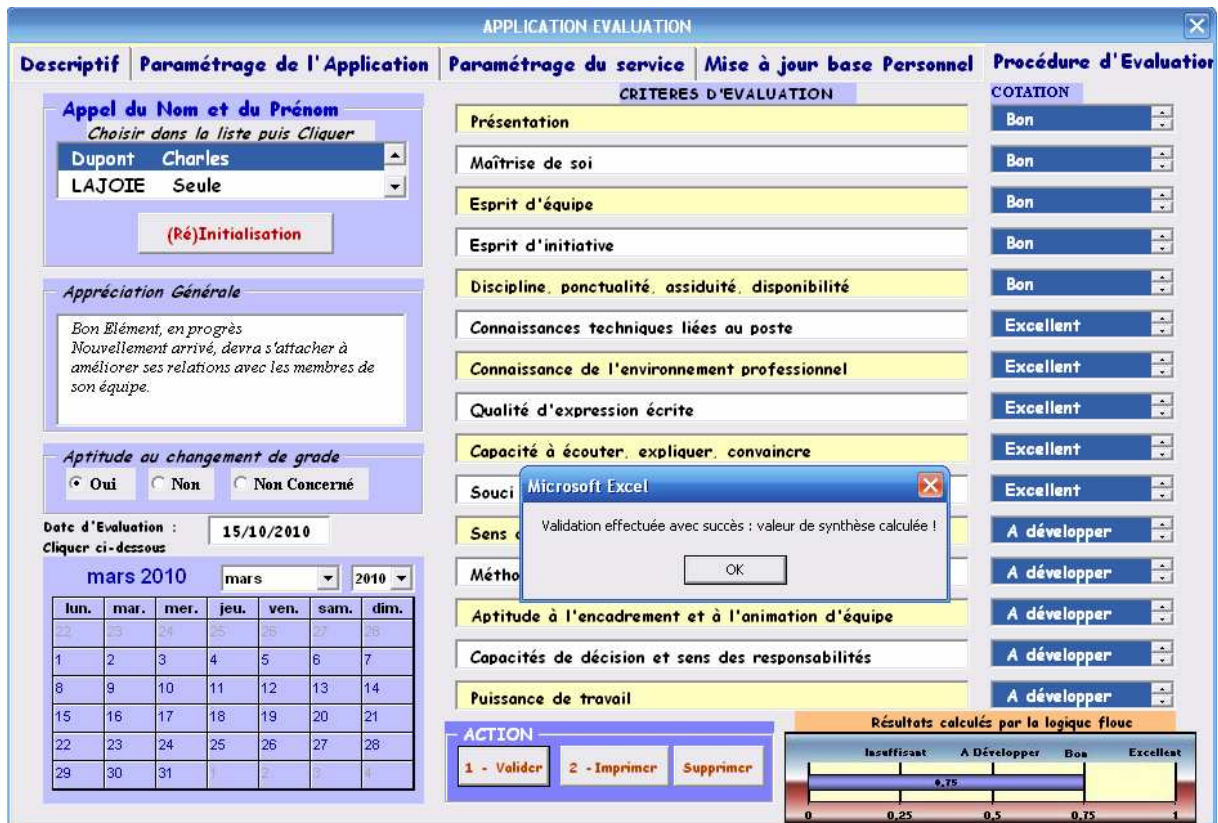 APPLICATION EVALUATION
Descriptif
Paramétrage de l'Application
Paramétrage du service
Mise à jour base Personnel
Procédure d'Evaluation
Appel du Nom et du Prénom
Choisir dans la liste puis Cliquer
Dupont Charles
LAJOIE Seule
(Ré)Initialisation
Appréciation Générale
Bon Elément, en progrès
Nouvellement arrivé, devra s'attacher à
améliorer ses relations avec les membres de
son équipe.
Aptitude au changement de grade
Oui
Non
Non Concerné
Date d'Evaluation :
15/10/2010
Cliquer ci-dessous
mars 2010
mars
2010
lun. mar. mer. jeu. ven. sam. dim.
22 23 24 25 26 27 28
1 2 3 4 5 6 7
8 9 10 11 12 13 14
15 16 17 18 19 20 21
22 23 24 25 26 27 28
29 30 31 1 2 3 4
CRITERES D'EVALUATION
COTATION
Présentation
Bon
Maîtrise de soi
Bon
Esprit d'équipe
Bon
Esprit d'initiative
Bon
Discipline, ponctualité, assiduité, disponibilité
Bon
Connaissances techniques liées au poste
Excellent
Connaissance de l'environnement professionnel
Excellent
Qualité d'expression écrite
Excellent
Capacité à écouter, expliquer, convaincre
Excellent
Souci
Excellent
Sens
A développer
Métho
A développer
Aptitude à l'encadrement et à l'animation d'équipe
A développer
Capacités de décision et sens des responsabilités
A développer
Puissance de travail
A développer
Microsoft Excel
Validation effectuée avec succès : valeur de synthèse calculée !
OK
ACTION
1 - Valider
2 - Imprimer
Supprimer
Résultats calculés par la logique floue
Insuffisant A Développer Bon Excellent
0,75
0 0,25 0,5 0,75 1